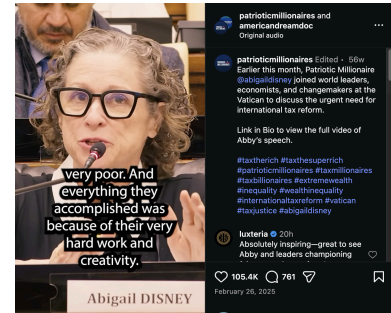 very poor. And
everything they
accomplished was
because of their very
hard work and
creativity.
Abigail DISNEY
patrioticmillionaires and
americandreamdoc
Original audio
patrioticmillionaires Edited • 56w
Earlier this month, Patriotic Millionaire
@abigaildisney joined world leaders,
economists, and changemakers at the
Vatican to discuss the urgent need for
international tax reform.
Link in Bio to view the full video of
Abby's speech.
#taxtherich #taxthesuperrich
#patrioticmillionaires #taxmillionaires
#taxbillionaires #extremewealth
#inequality #wealthinequality
#internationaltaxreform #vatican
#taxjustice #abigaildisney
luxteria 20h
Absolutely inspiring—great to see
Abby and leaders championing
105.4K 761
February 26, 2025